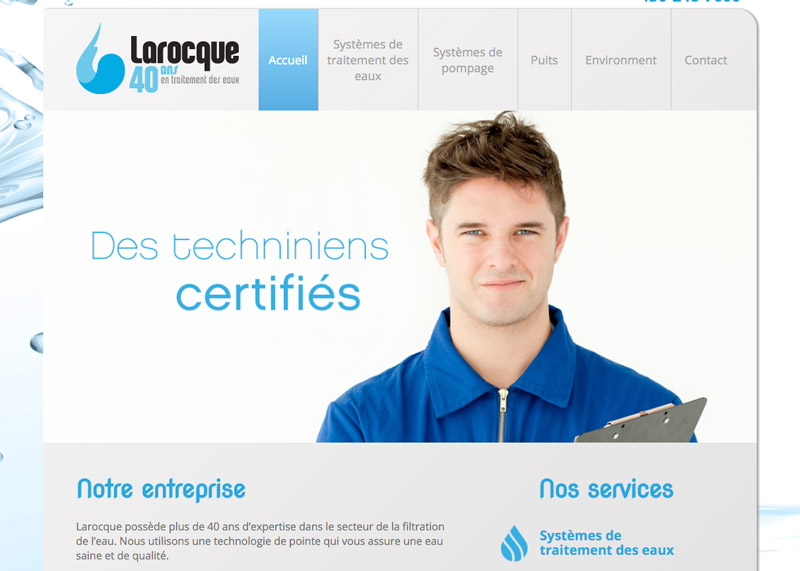 Larocque
40 ans
en traitement des eaux
Accueil
Systèmes de
traitement des
eaux
Systèmes de
pompage
Puits
Environment
Contact
Des techniniens
certifiés
Notre entreprise
Larocque possède plus de 40 ans d’expertise dans le secteur de la filtration
de l’eau. Nous utilisons une technologie de pointe qui vous assure une eau
saine et de qualité.
Nos services
Systèmes de
traitement des eaux